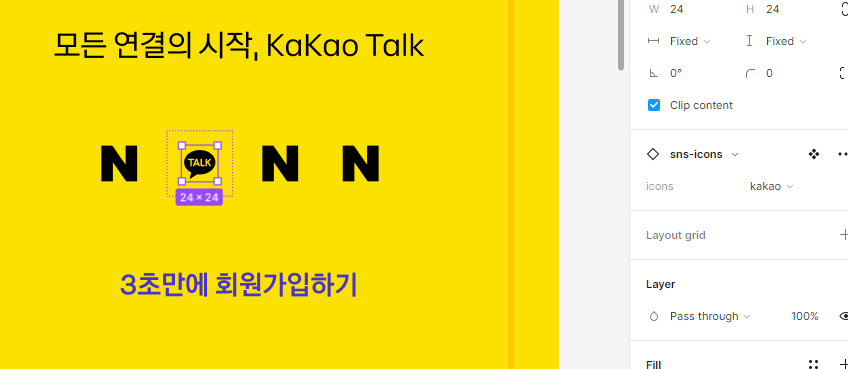 모든 연결의 시작, KaKao Talk
N TALK N N
24 × 24
3초만에 회원가입하기
W 24 H 24
Fixed Fixed
0° 0
Clip content
sns-icons
icons kakao
Layout grid
Layer
Pass through 100%
Fill